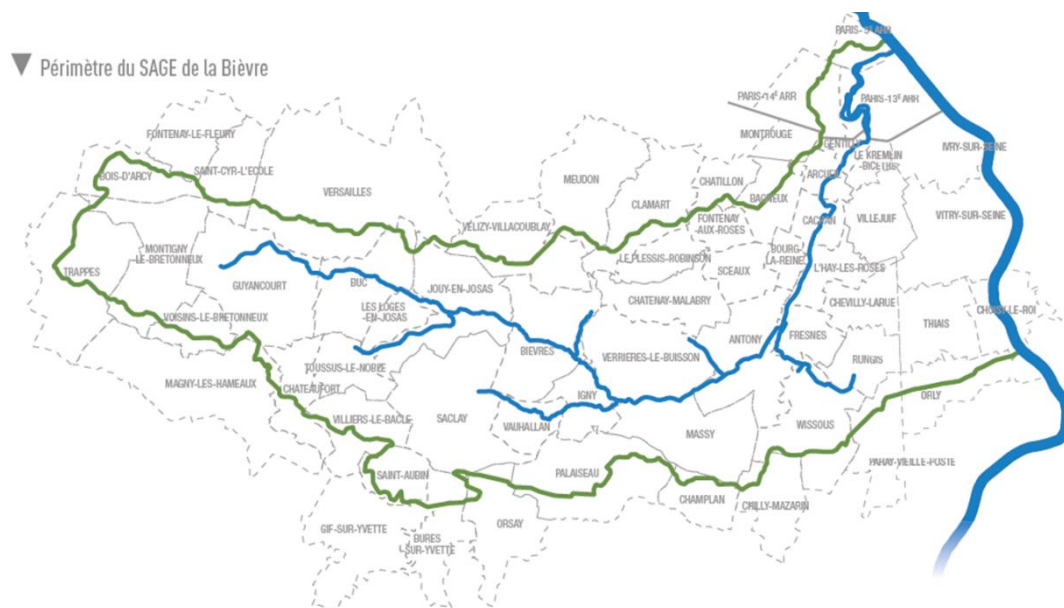 Périmètre du SAGE de la Bièvre
PARIS-5E ARR
PARIS-14E ARR
PARIS-13E ARR
MONTROUGE
GENTILLY
IVRY-SUR-SEINE
FONTENAY-LE-FLEURY
LE KREMLIN
-BICETRE
BOIS-D'ARCY
SAINT-CYR-L'ECOLE
VERSAILLES
MEUDON
CHATILLON
ARCUEIL
CLAMART
BAGNEUX
VELIZY-VILLACOUBLAY
FONTENAY
-AUX-ROSES
CACHAN
VILLEJUIF
VITRY-SUR-SEINE
MONTIGNY
-LE-BRETONNEUX
TRAPPES
GUYANCOURT
BUC
JOUY-EN-JOSAS
LE PLESSIS-ROBINSON
SCEAUX
BOURG
-LA-REINE
L'HAY-LES-ROSES
LES LOGES
-EN-JOSAS
CHATENAY-MALABRY
CHEVILLY-LARUE
CHOISY-LE-ROI
VOISINS-LE-BRETONNEUX
THIAIS
BIEVRES
VERRIERES-LE-BUISSON
ANTONY
FRESNES
RUNGIS
TOUSSUS-LE-NOBLE
MAGNY-LES-HAMEAUX
CHATEAUFORT
IGNY
ORLY
VILLIERS-LE-BACLE
SACLAY
VAUHALLAN
MASSY
WISSOUS
SAINT-AUBIN
PALAISEAU
PARAY-VIEILLE-POSTE
CHAMPLAN
CHILLY-MAZARIN
GIF-SUR-YVETTE
ORSAY
BURES
-SUR-YVETTE